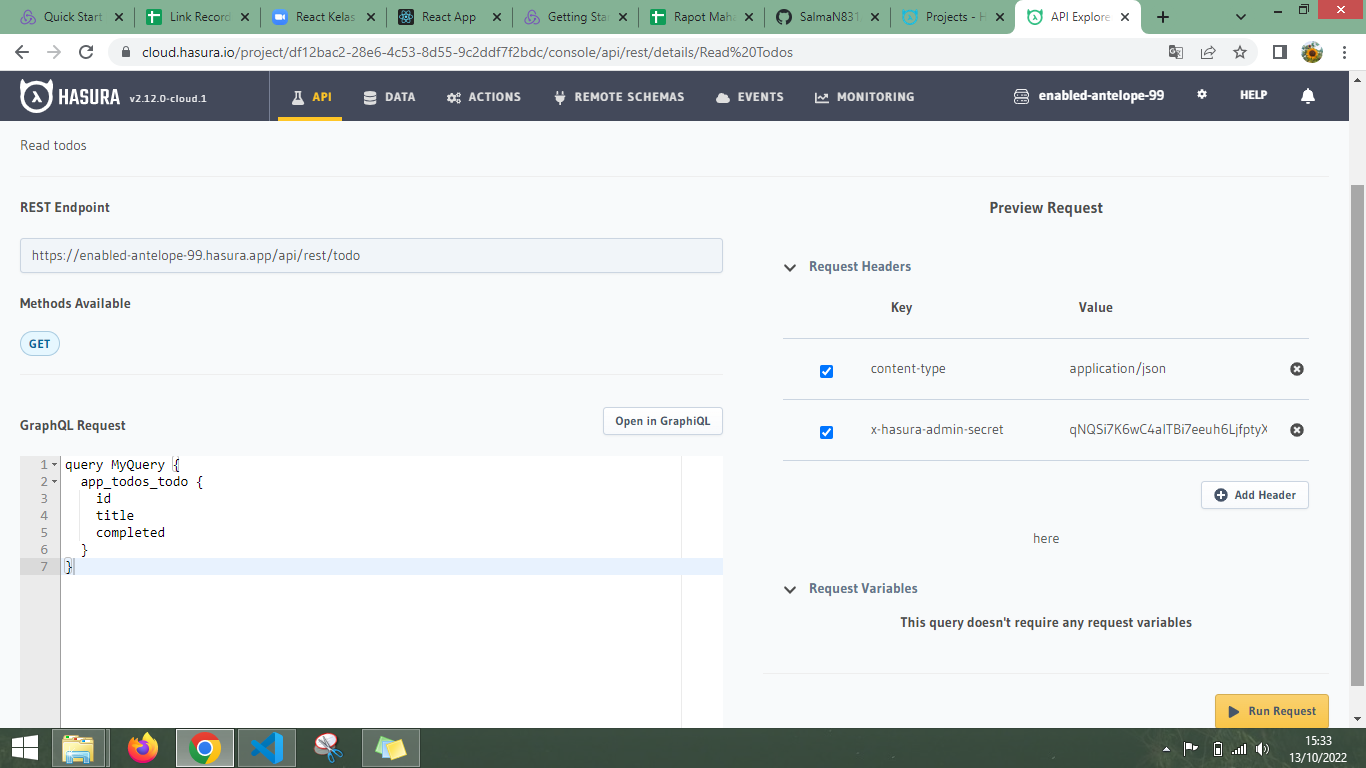 Quick Start
Link Record
React Kelas
React App
Getting Sta
Rapot Maha
SalmaN831
Projects - H
API Explore
cloud.hasura.io/project/df12bac2-28e6-4c53-8d55-9c2ddf7f2bdc/console/api/rest/details/Read%20Todos
HASURA v2.12.0-cloud.1
API
DATA
ACTIONS
REMOTE SCHEMAS
EVENTS
MONITORING
enabled-antelope-99
HELP
Read todos
REST Endpoint
https://enabled-antelope-99.hasura.app/api/rest/todo
Methods Available
GET
GraphQL Request
Open in GraphiQL
1 query MyQuery {
2 app_todos_todo {
3 id
4 title
5 completed
6 }
7 }
Preview Request
Request Headers
Key Value
content-type application/json
x-hasura-admin-secret qNQSi7K6wC4aITBi7eeuh6LjfptyX
Add Header
here
Request Variables
This query doesn't require any request variables
Run Request
15:33
13/10/2022